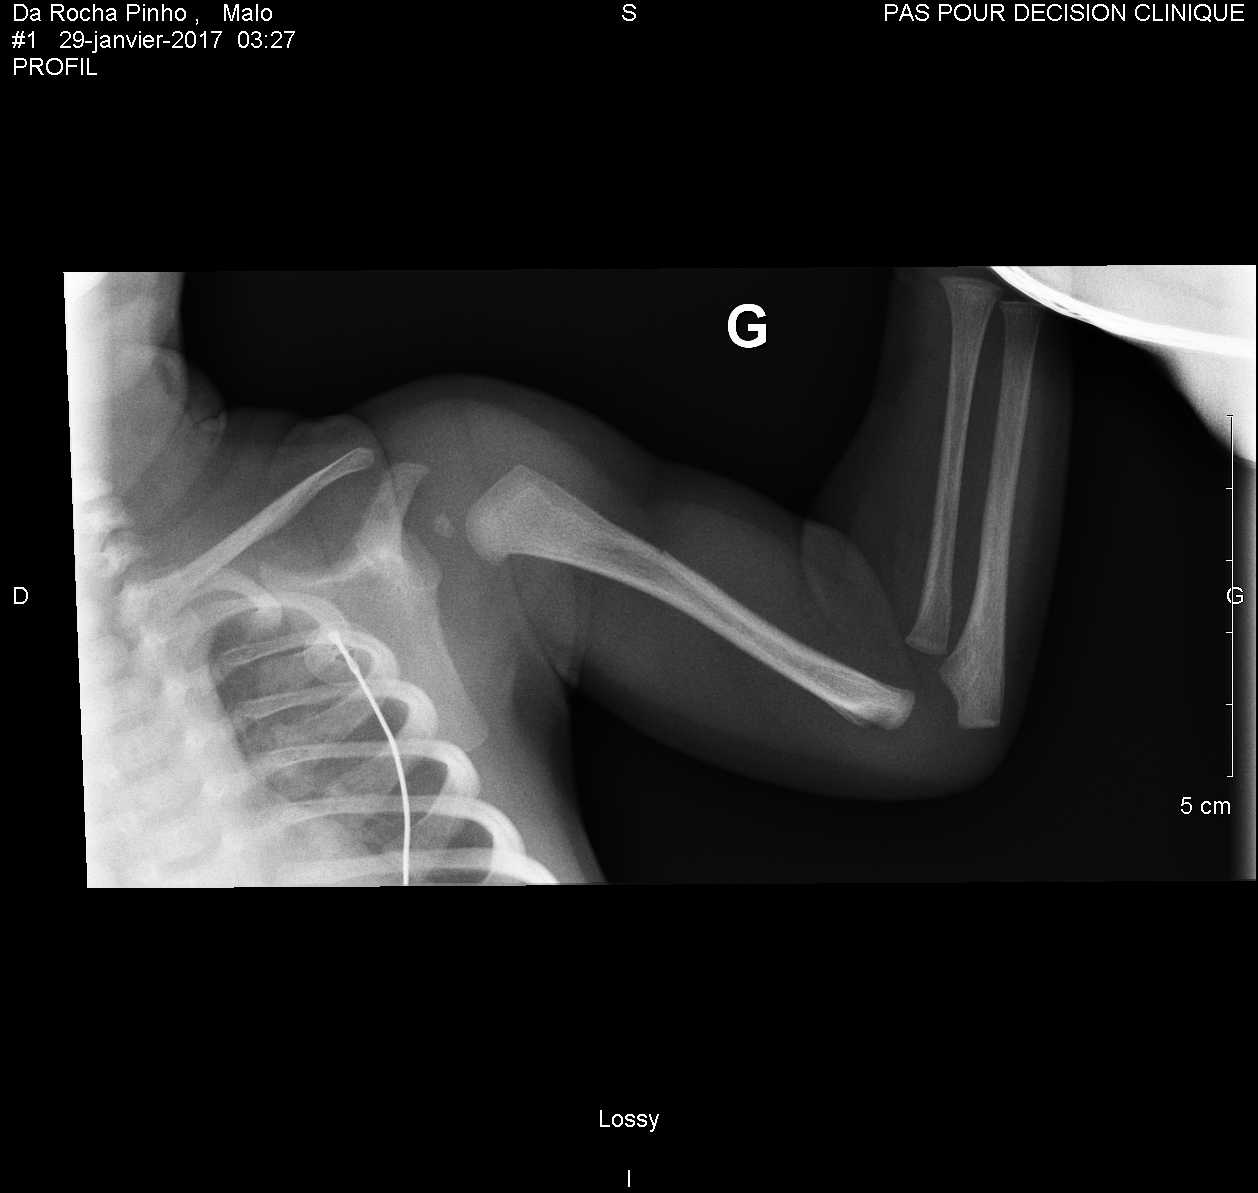 Da Rocha Pinho ,   Malo
#1   29-janvier-2017  03:27
PROFIL
S
PAS POUR DECISION CLINIQUE
G
D
G
5 cm
Lossy
I